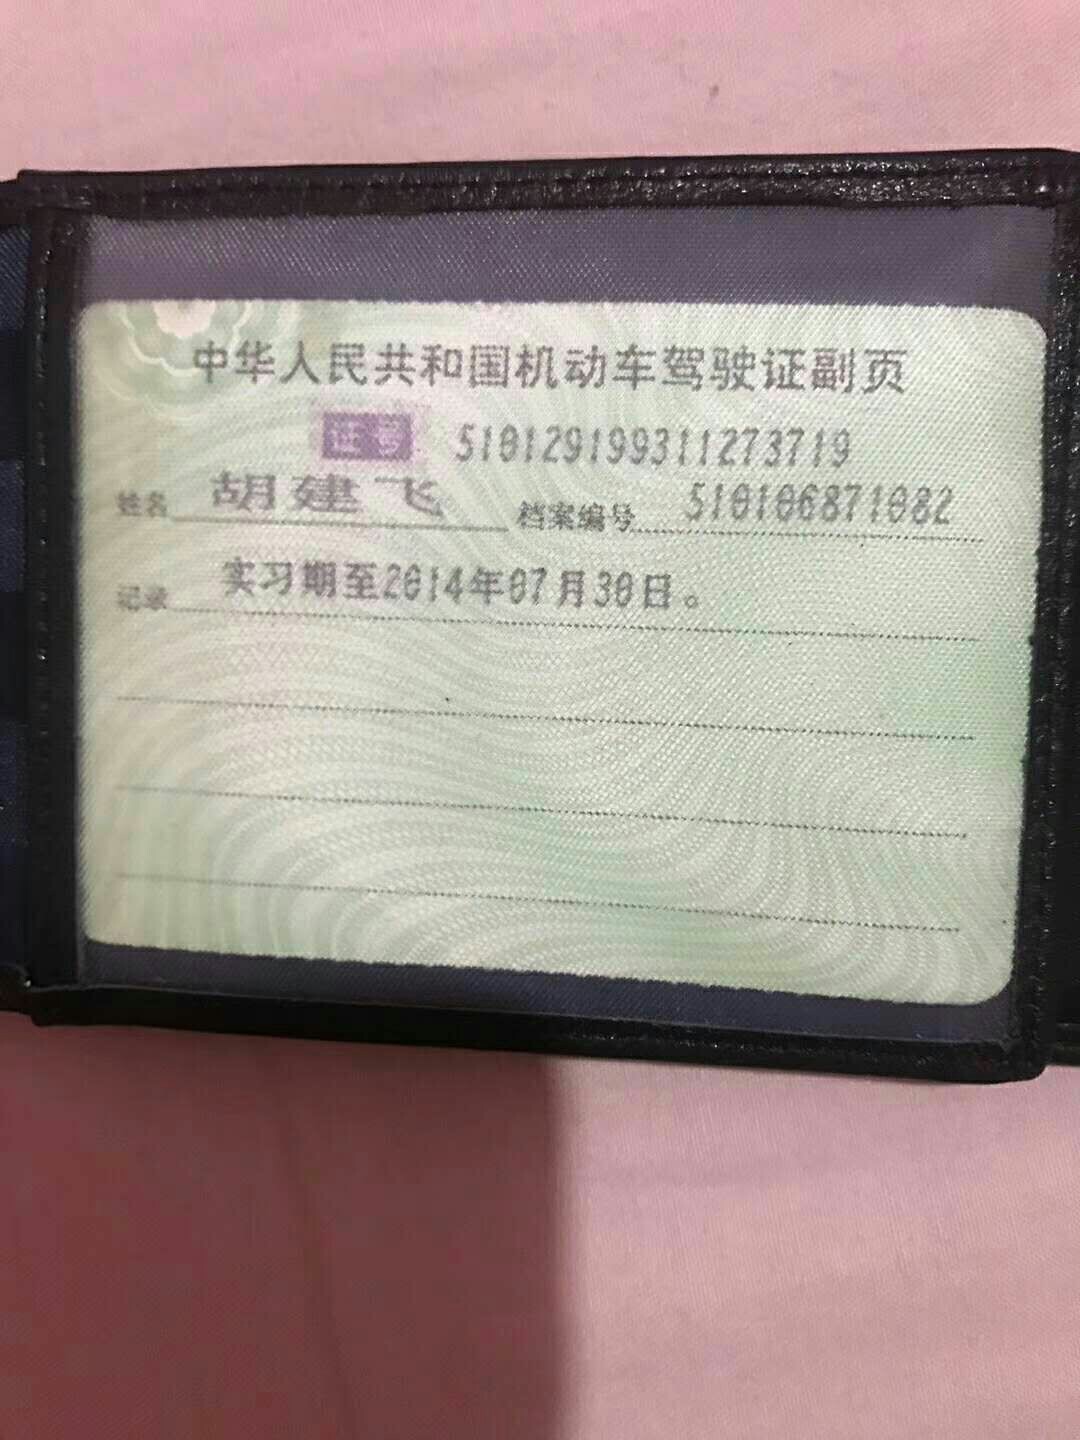 中华人民共和国机动车驾驶证副页
证号 510129199311273719
姓名 胡建飞 档案编号 510106871082
记录 实习期至2014年07月30日。